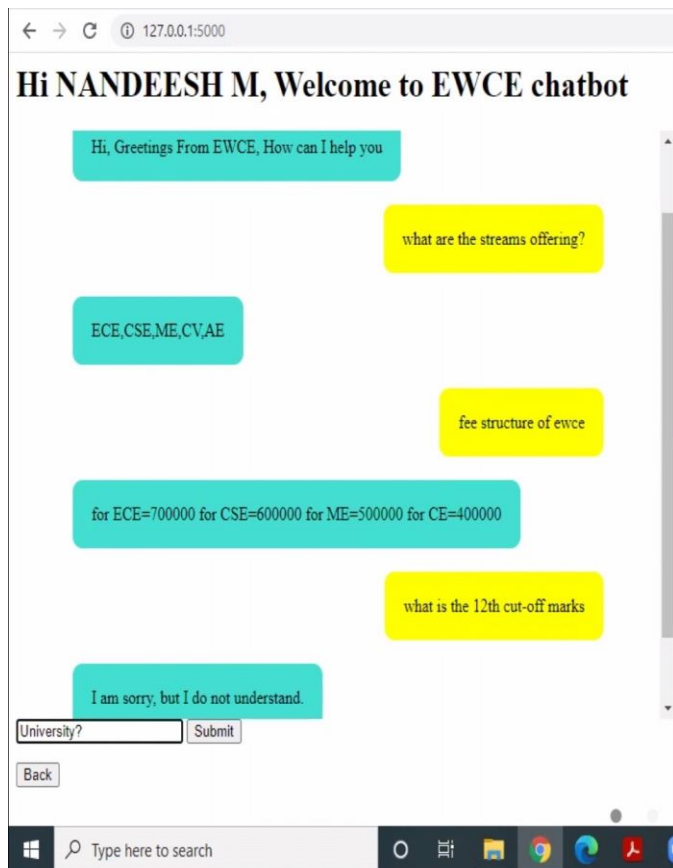 127.0.0.1:5000
Hi NANDEESH M, Welcome to EWCE chatbot
Hi, Greetings From EWCE, How can I help you
what are the streams offering?
ECE,CSE,ME,CV,AE
fee structure of ewce
for ECE=700000 for CSE=600000 for ME=500000 for CE=400000
what is the 12th cut-off marks
I am sorry, but I do not understand.
University? Submit
Back
Type here to search